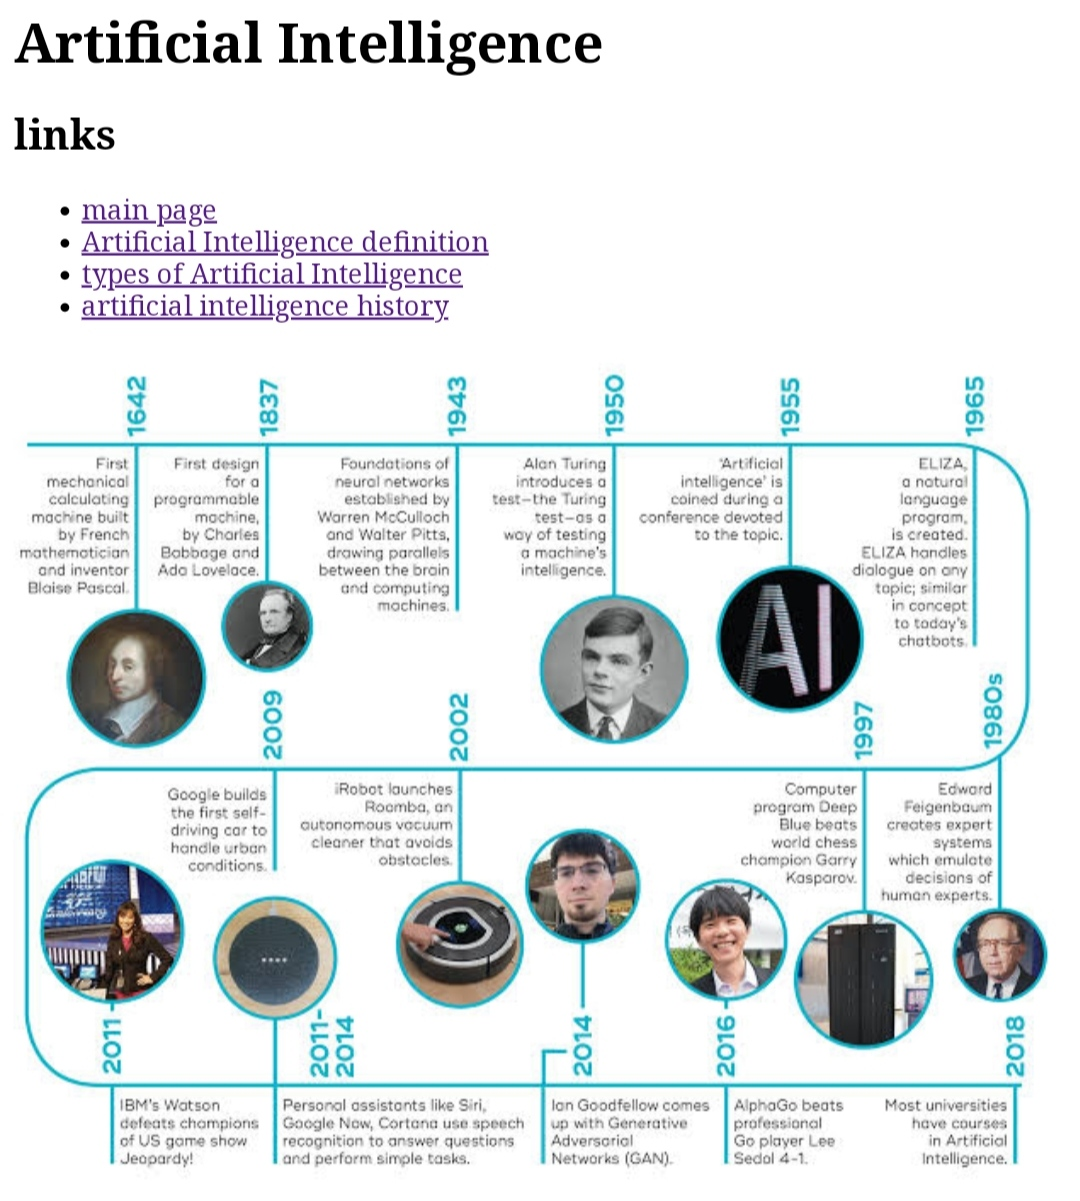 Artificial Intelligence
links
main page
Artificial Intelligence definition
types of Artificial Intelligence
artificial intelligence history
1642
First
mechanical
calculating
machine built
by French
mathematician
and inventor
Blaise Pascal.
1837
First design
for a
programmable
machine,
by Charles
Babbage and
Ada Lovelace.
1943
Foundations of
neural networks
established by
Warren McCulloch
and Walter Pitts,
drawing parallels
between the brain
and computing
machines.
1950
Alan Turing
introduces a
test—the Turing
test—as a
way of testing
a machine's
intelligence.
1955
'Artificial
intelligence' is
coined during a
conference devoted
to the topic.
AI
1965
ELIZA,
a natural
language
program,
is created.
ELIZA handles
dialogue on any
topic; similar
in concept
to today's
chatbots.
1980s
Edward
Feigenbaum
creates expert
systems
which emulate
decisions of
human experts.
1997
Computer
program Deep
Blue beats
world chess
champion Garry
Kasparov.
2002
iRobot launches
Roomba, an
autonomous vacuum
cleaner that avoids
obstacles.
2009
Google builds
the first self-
driving car to
handle urban
conditions.
2011
IBM's Watson
defeats champions
of US game show
Jeopardy!
2011-
2014
Personal assistants like Siri,
Google Now, Cortana use speech
recognition to answer questions
and perform simple tasks.
2014
Ian Goodfellow comes
up with Generative
Adversarial
Networks (GAN).
2016
AlphaGo beats
professional
Go player Lee
Sedol 4-1.
2018
Most universities
have courses
in Artificial
Intelligence.